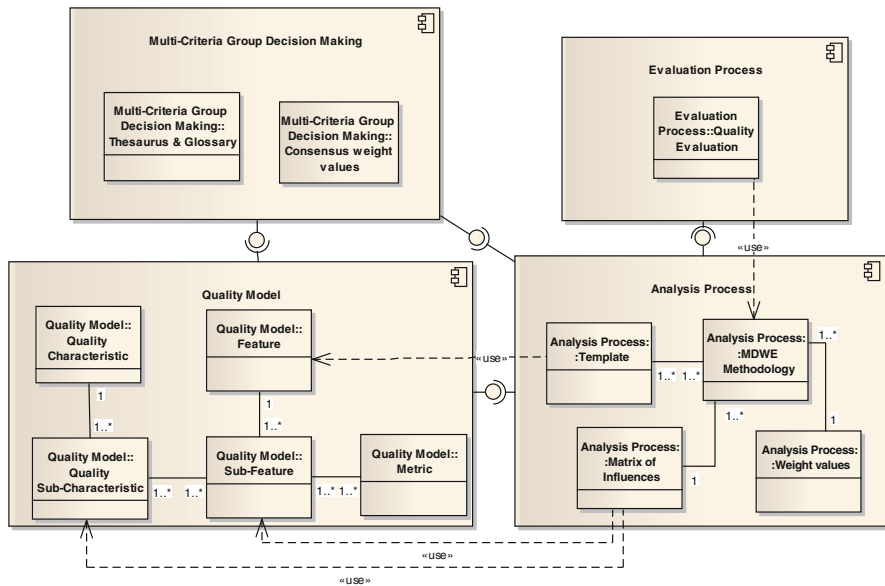 Multi-Criteria Group Decision Making
Multi-Criteria Group
Decision Making::
Thesaurus & Glossary
Multi-Criteria Group
Decision Making::
Consensus weight
values
Evaluation Process
Evaluation
Process::Quality
Evaluation
«use»
Quality Model
Quality Model::
Quality
Characteristic
1
1..*
Quality Model::
Quality
Sub-Characteristic
1..*
1..*
Quality Model::
Feature
1
1..*
Quality Model::
Sub-Feature
1..*
1..*
Quality Model::
Metric
«use»
Analysis Process
Analysis Process:
:Template
1..*
1..*
Analysis Process:
:MDWE
Methodology
1..*
1..*
1
Analysis Process:
:Matrix of
Influences
1
Analysis Process:
:Weight values
«use»
«use»